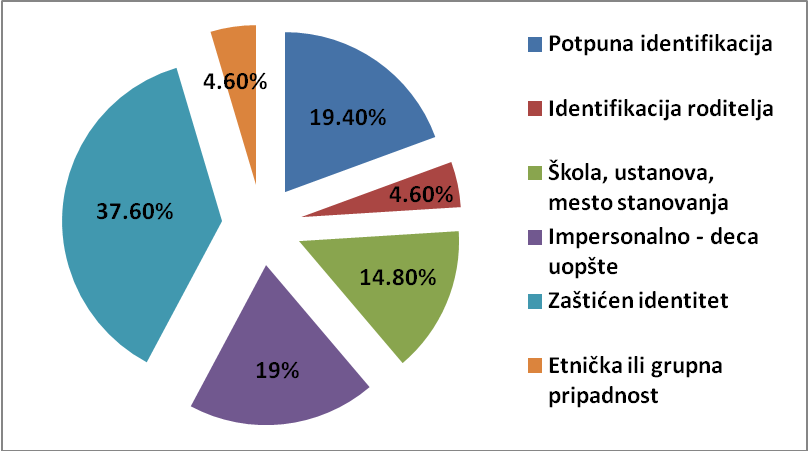 4.60%
19.40%
4.60%
37.60%
14.80%
19%
Potpuna identifikacija
Identifikacija roditelja
Škola, ustanova,
mesto stanovanja
Impersonalno - deca
uopšte
Zaštićen identitet
Etnička ili grupna
pripadnost